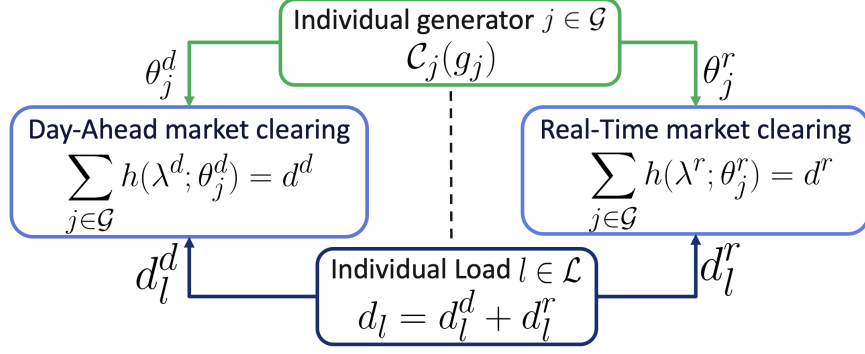 Individual generator j ∈ 𝒢
𝒞_j(g_j)
θ_j^d
θ_j^r
Day-Ahead market clearing
∑_{j∈𝒢} h(λ^d; θ_j^d) = d^d
Real-Time market clearing
∑_{j∈𝒢} h(λ^r; θ_j^r) = d^r
d_l^d
d_l^r
Individual Load l ∈ ℒ
d_l = d_l^d + d_l^r